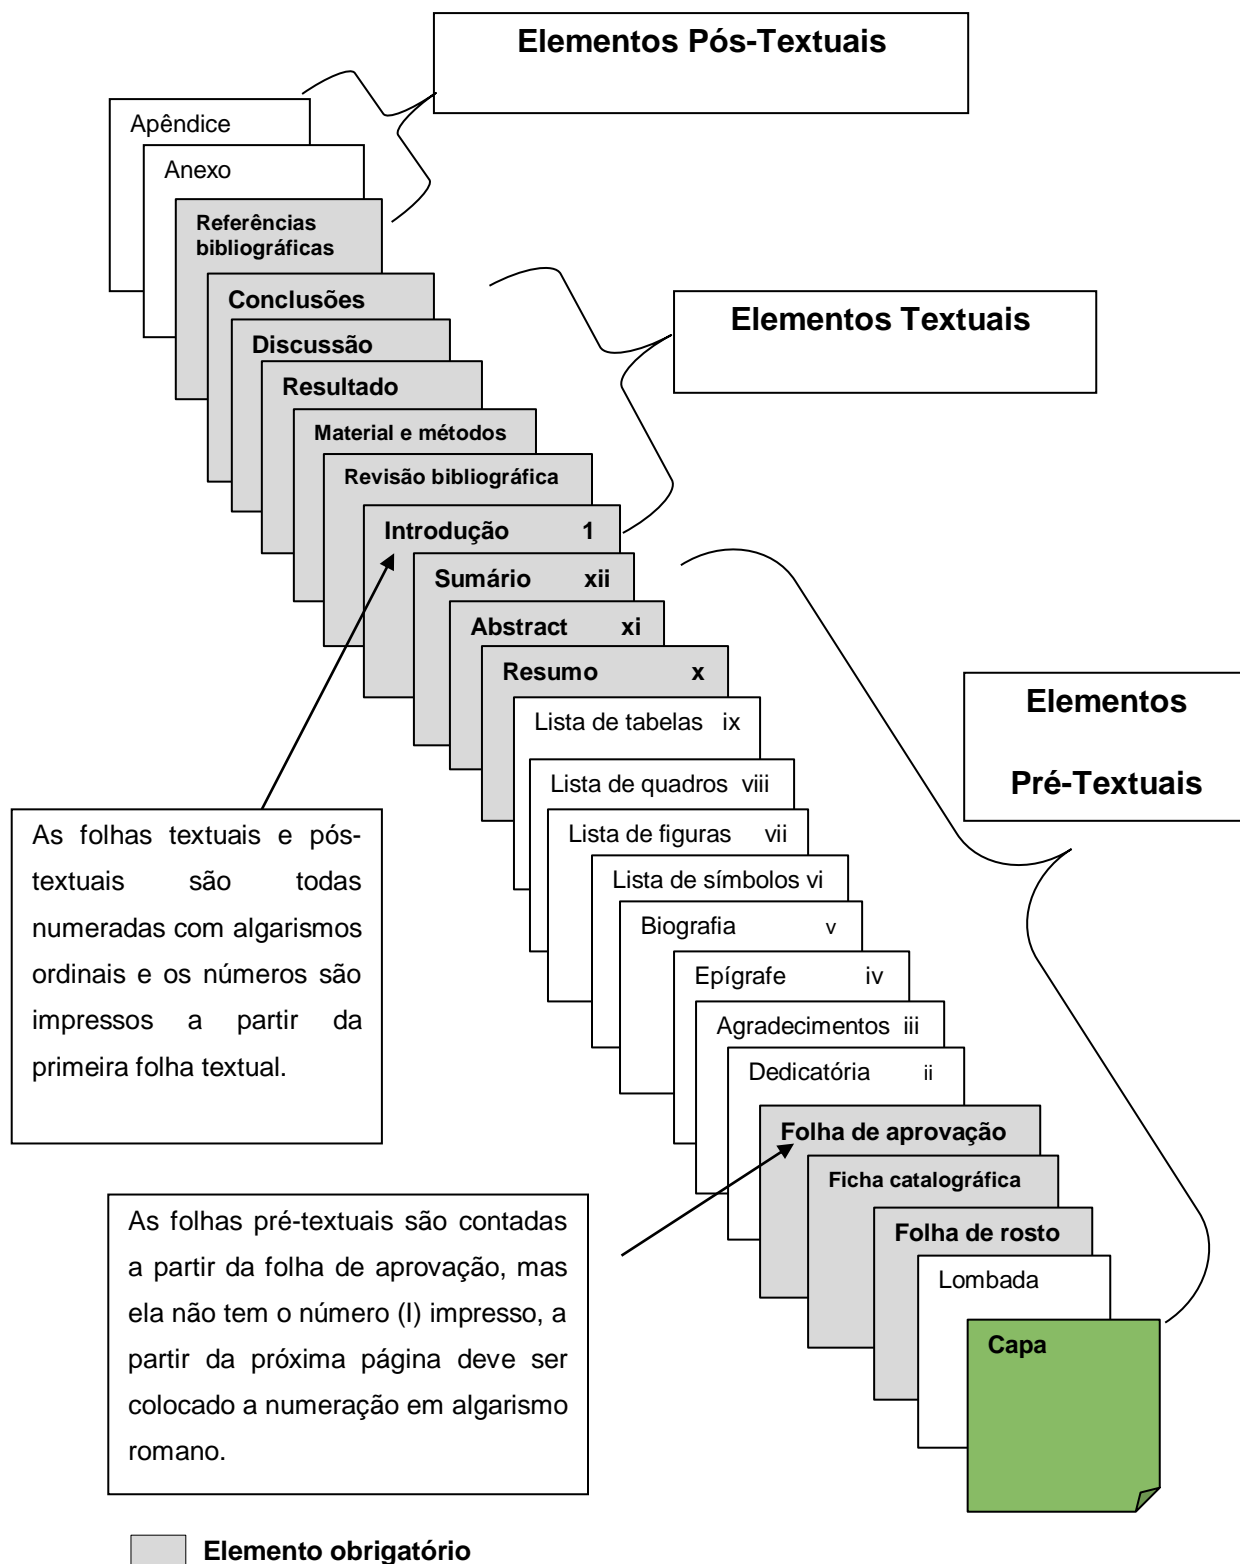 Elementos Pós-Textuais
Apêndice
Anexo
Referências
bibliográficas
Conclusões
Elementos Textuais
Discussão
Resultado
Material e métodos
Revisão bibliográfica
Introdução 1
Sumário xii
Abstract xi
Resumo x
Elementos
Pré-Textuais
Lista de tabelas ix
Lista de quadros viii
Lista de figuras vii
Lista de símbolos vi
Biografia v
Epígrafe iv
Agradecimentos iii
Dedicatória ii
Folha de aprovação
Ficha catalográfica
Folha de rosto
Lombada
Capa
As folhas textuais e pós-
textuais são todas
numeradas com algarismos
ordinais e os números são
impressos a partir da
primeira folha textual.
As folhas pré-textuais são contadas
a partir da folha de aprovação, mas
ela não tem o número (I) impresso, a
partir da próxima página deve ser
colocado a numeração em algarismo
romano.
Elemento obrigatório